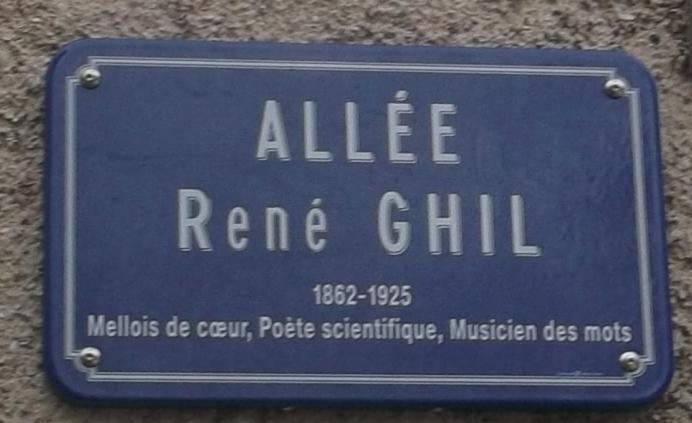 ALLÉE
René GHIL
1862-1925
Mellois de cœur, Poète scientifique, Musicien des mots